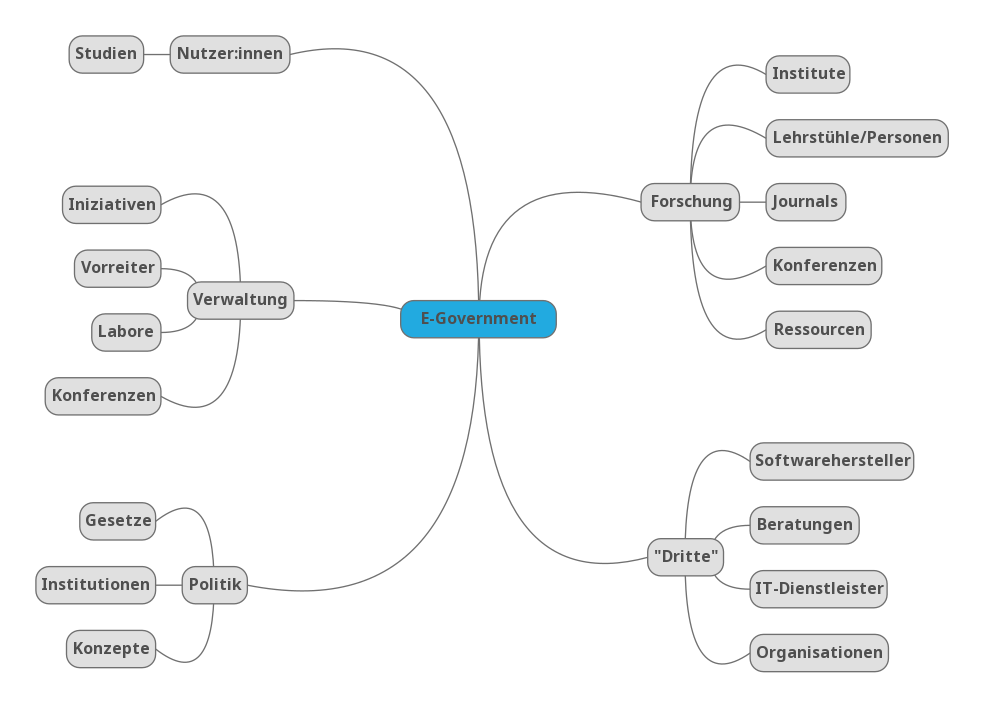 E-Government
Nutzer:innen
Studien
Verwaltung
Iniziativen
Vorreiter
Labore
Konferenzen
Politik
Gesetze
Institutionen
Konzepte
Forschung
Institute
Lehrstühle/Personen
Journals
Konferenzen
Ressourcen
"Dritte"
Softwarehersteller
Beratungen
IT-Dienstleister
Organisationen